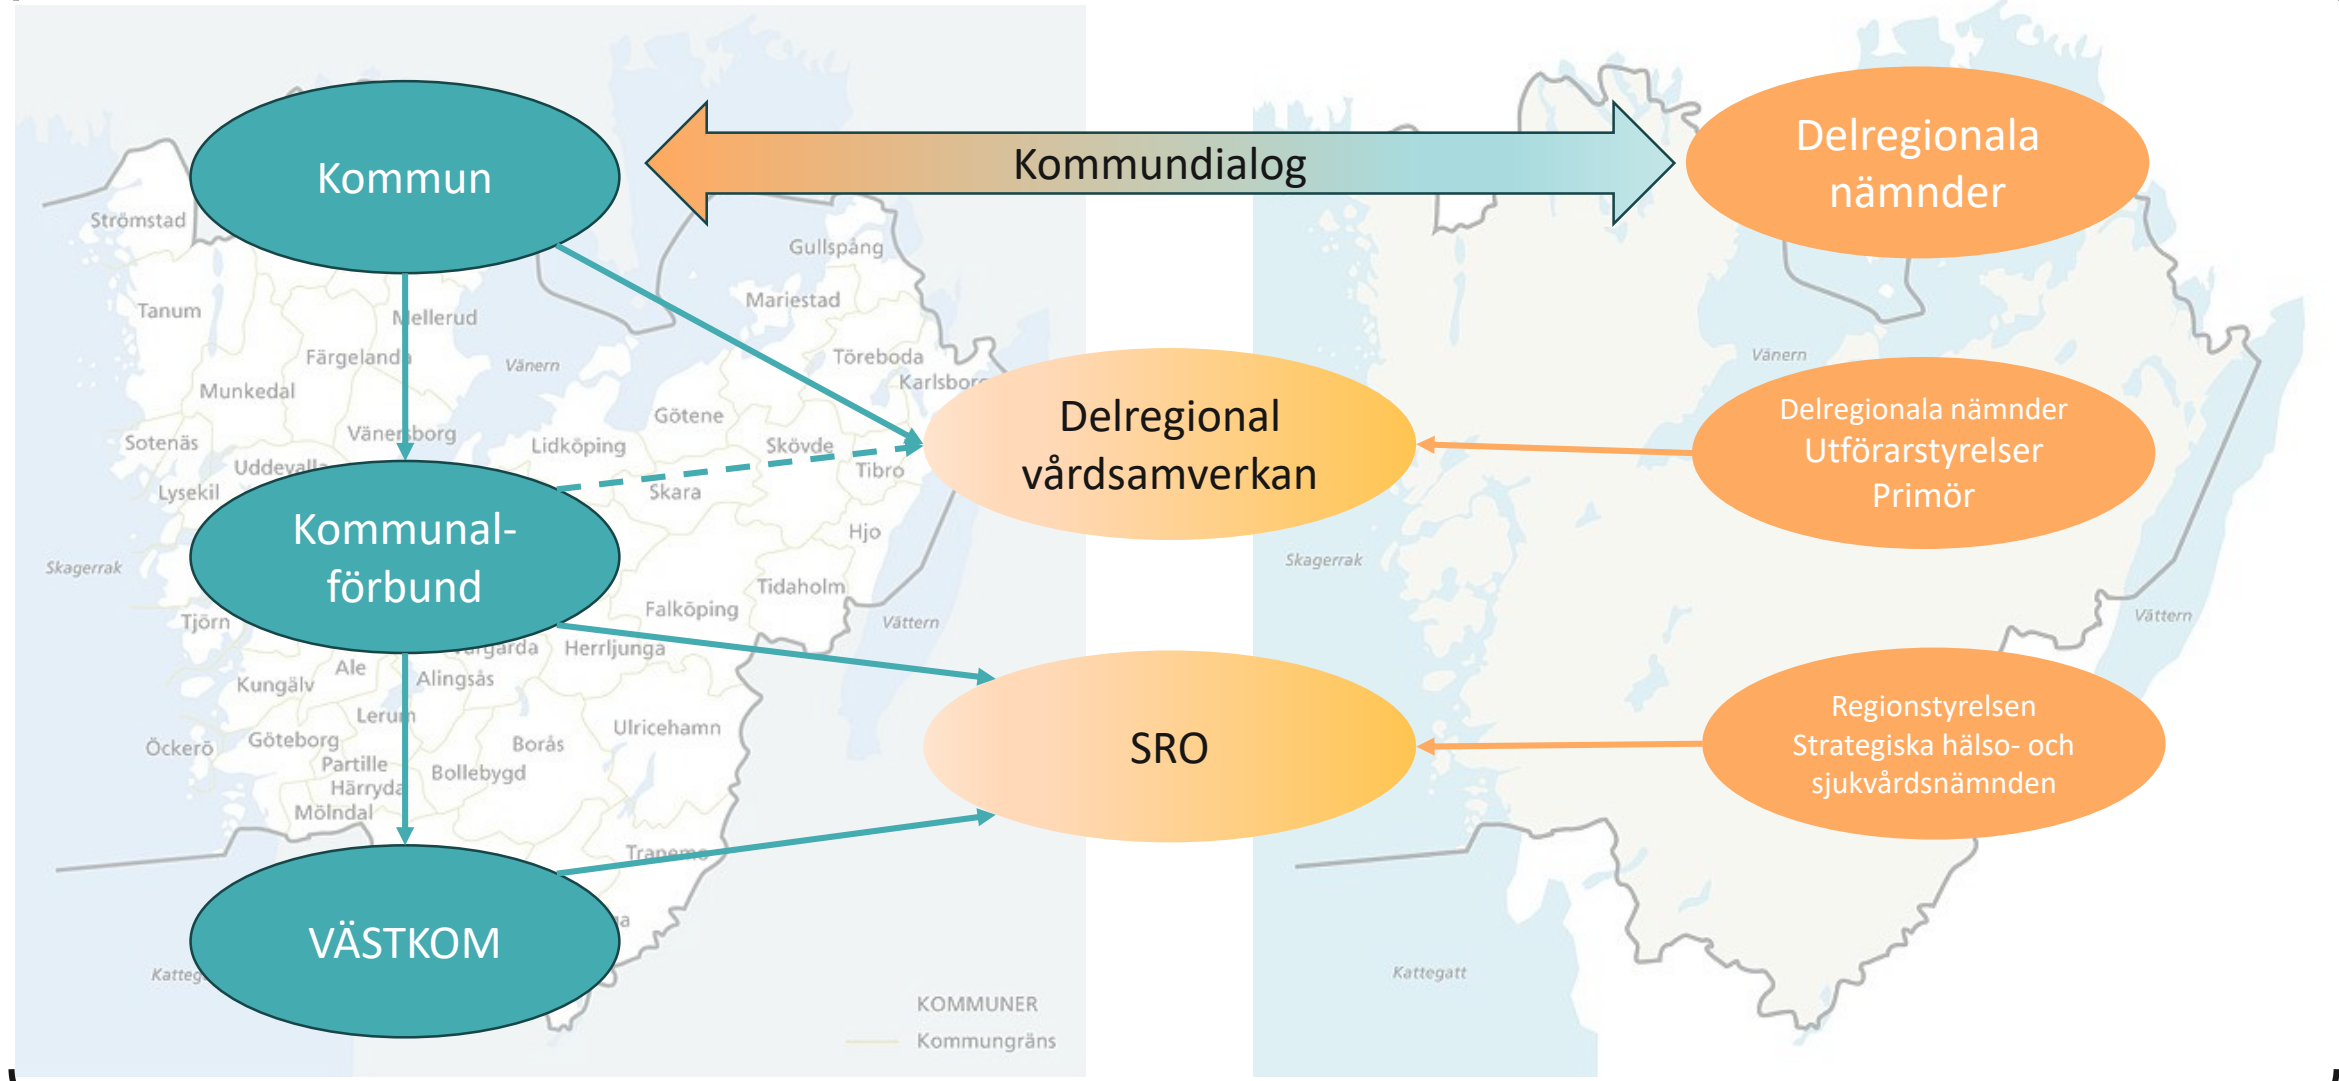 Kommun
Kommundialog
Delregionala
nämnder
Strömstad
Gullspång
Tanum
Mellerud
Mariestad
Färgelanda
Vänern
Töreboda
Karlsborg
Munkedal
Götene
Vänersborg
Sotenäs
Lidköping
Skövde
Uddevalla
Tibro
Lysekil
Skara
Hjo
Skagerrak
Tidaholm
Falköping
Tjörn
Vättern
Herrljunga
Ale
Alingsås
Kungälv
Lerum
Ulricehamn
Göteborg
Borås
Öckerö
Partille
Bollebygd
Härryda
Mölndal
Tranemo
KOMMUNER
Kommungräns
Kommunal-
förbund
VÄSTKOM
Delregional
vårdsamverkan
SRO
Vänern
Delregionala nämnder
Utförarstyrelser
Primör
Skagerrak
Vättern
Regionstyrelsen
Strategiska hälso- och
sjukvårdsnämnden
Kattegatt